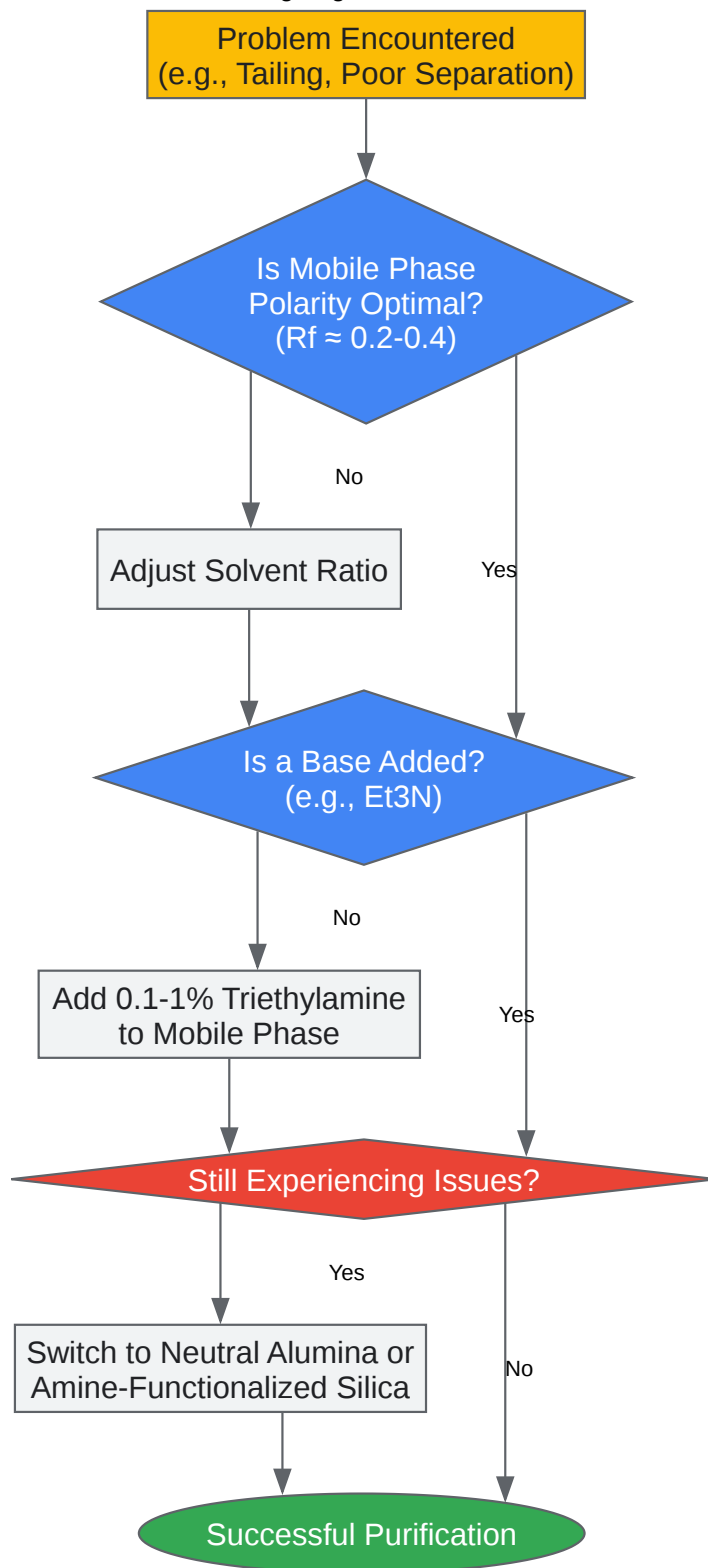 Problem Encountered
(e.g., Tailing, Poor Separation)
Is Mobile Phase
Polarity Optimal?
(Rf ≈ 0.2-0.4)
No
Adjust Solvent Ratio
Yes
Is a Base Added?
(e.g., Et3N)
No
Add 0.1-1% Triethylamine
to Mobile Phase
Yes
Still Experiencing Issues?
Yes
Switch to Neutral Alumina or
Amine-Functionalized Silica
No
Successful Purification